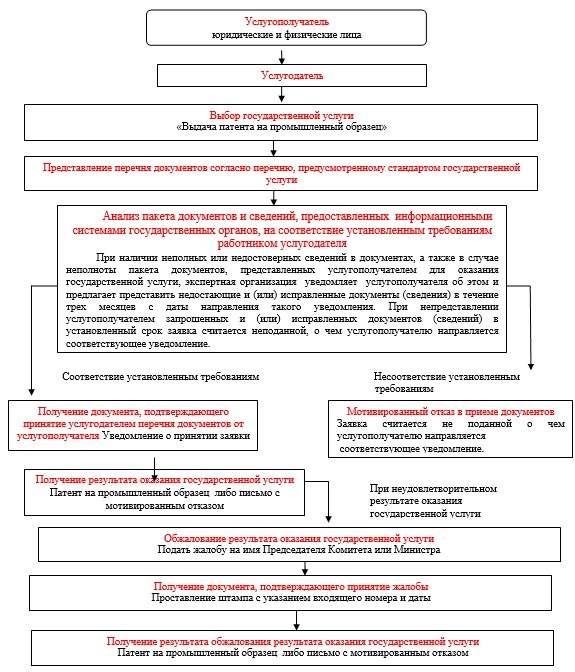 Услугополучатель
юридические и физические лица
Услугодатель
Выбор государственной услуги
«Выдача патента на промышленный образец»
Представление перечня документов согласно перечню, предусмотренному стандартом государственной
услуги
Анализ пакета документов и сведений, предоставленных информационными
системами государственных органов, на соответствие установленным требованиям
работником услугодателя
При наличии неполных или недостоверных сведений в документах, а также в случае
неполноты пакета документов, представленных услугополучателем для оказания
государственной услуги, экспертная организация уведомляет услугополучателя об этом и
предлагает представить недостающие и (или) исправленные документы (сведения) в течение
трех месяцев с даты направления такого уведомления. При непредставлении
услугополучателем запрошенных и (или) исправленных документов (сведений) в
установленный срок заявка считается неподанной, о чем услугополучателю направляется
соответствующее уведомление.
Соответствие установленным требованиям
Несоответствие установленным
требованиям
Получение документа, подтверждающего
принятие услугодателем перечня документов от
услугополучателя Уведомление о принятии заявки
Мотивированный отказ в приеме документов
Заявка считается не поданной о чем
услугополучателю направляется
соответствующее уведомление.
Получение результата оказания государственной услуги
Патент на промышленный образец либо письмо с
мотивированным отказом
При неудовлетворительном
результате оказания
государственной услуги
Обжалование результата оказания государственной услуги
Подать жалобу на имя Председателя Комитета или Министра
Получение документа, подтверждающего принятие жалобы
Проставление штампа с указанием входящего номера и даты
Получение результата обжалования результата оказания государственной услуги
Патент на промышленный образец либо письмо с мотивированным отказом